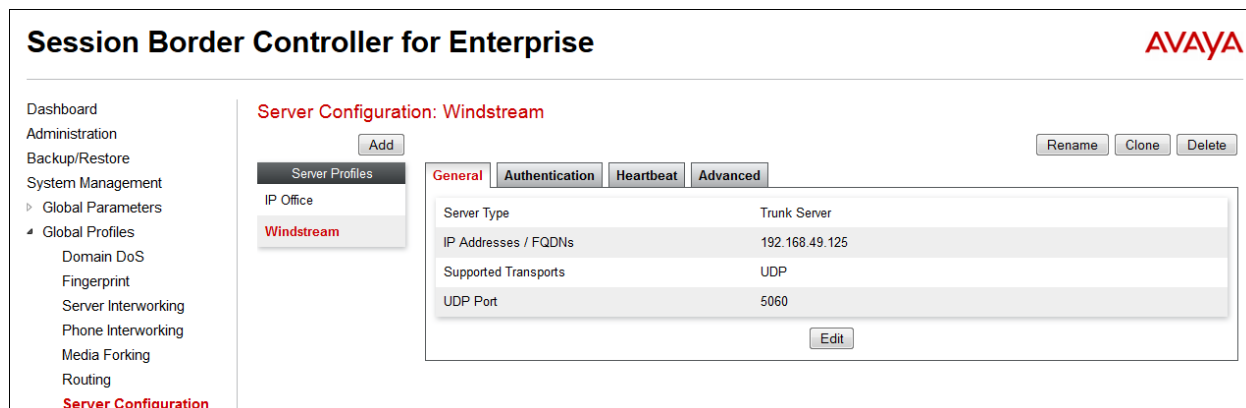 Session Border Controller for Enterprise
AVAYA
Dashboard
Administration
Backup/Restore
System Management
Global Parameters
Global Profiles
Domain DoS
Fingerprint
Server Interworking
Phone Interworking
Media Forking
Routing
Server Configuration
Server Configuration: Windstream
Add
Rename Clone Delete
Server Profiles
IP Office
Windstream
General Authentication Heartbeat Advanced
Server Type Trunk Server
IP Addresses / FQDNs 192.168.49.125
Supported Transports UDP
UDP Port 5060
Edit